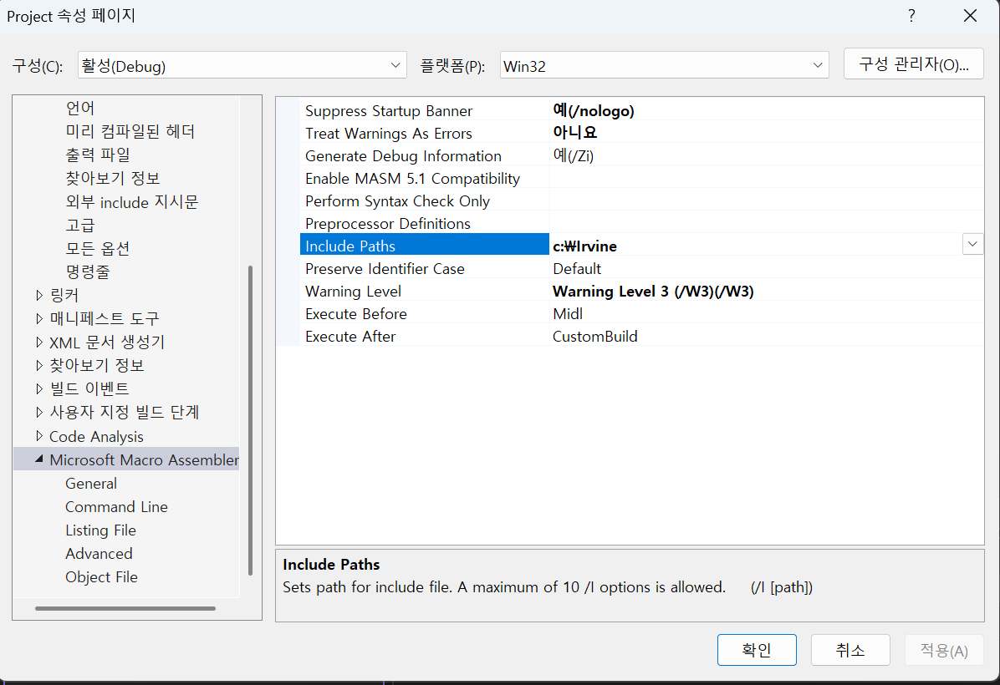 Project 속성 페이지
?
구성(C): 활성(Debug) 플랫폼(P): Win32 구성 관리자(O)...
언어
미리 컴파일된 헤더
출력 파일
찾아보기 정보
외부 include 지시문
고급
모든 옵션
명령줄
링커
매니페스트 도구
XML 문서 생성기
찾아보기 정보
빌드 이벤트
사용자 지정 빌드 단계
Code Analysis
Microsoft Macro Assembler
General
Command Line
Listing File
Advanced
Object File
Suppress Startup Banner 예(/nologo)
Treat Warnings As Errors 아니요
Generate Debug Information 예(/Zi)
Enable MASM 5.1 Compatibility
Perform Syntax Check Only
Preprocessor Definitions
Include Paths c:₩Irvine
Preserve Identifier Case Default
Warning Level Warning Level 3 (/W3)(/W3)
Execute Before Midl
Execute After CustomBuild
Include Paths
Sets path for include file. A maximum of 10 /I options is allowed. (/I [path])
확인 취소 적용(A)